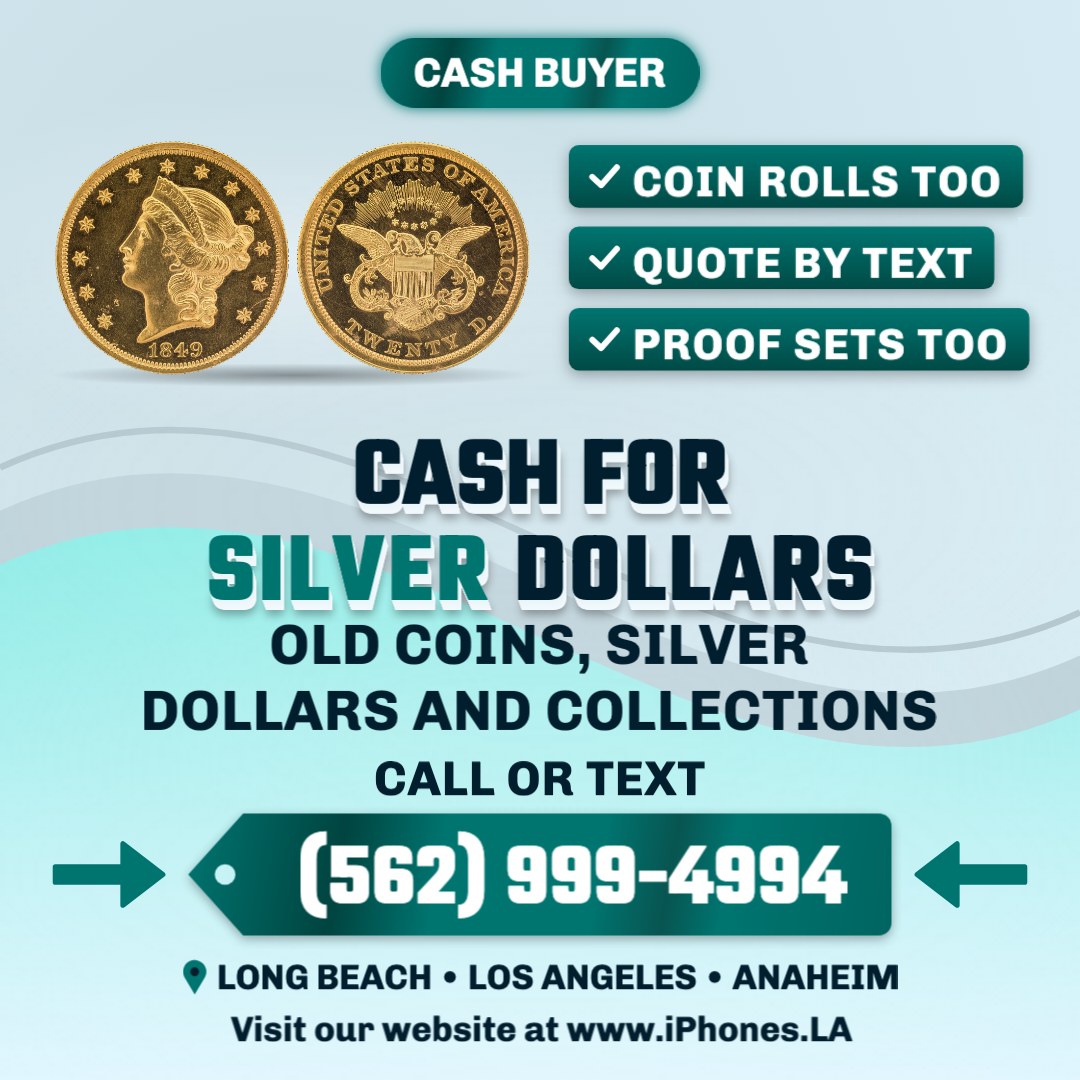 CASH BUYER
1849
UNITED STATES OF AMERICA
TWENTY D.
✓ COIN ROLLS TOO
✓ QUOTE BY TEXT
✓ PROOF SETS TOO
CASH FOR
SILVER DOLLARS
OLD COINS, SILVER
DOLLARS AND COLLECTIONS
CALL OR TEXT
(562) 999-4994
LONG BEACH • LOS ANGELES • ANAHEIM
Visit our website at www.iPhones.LA